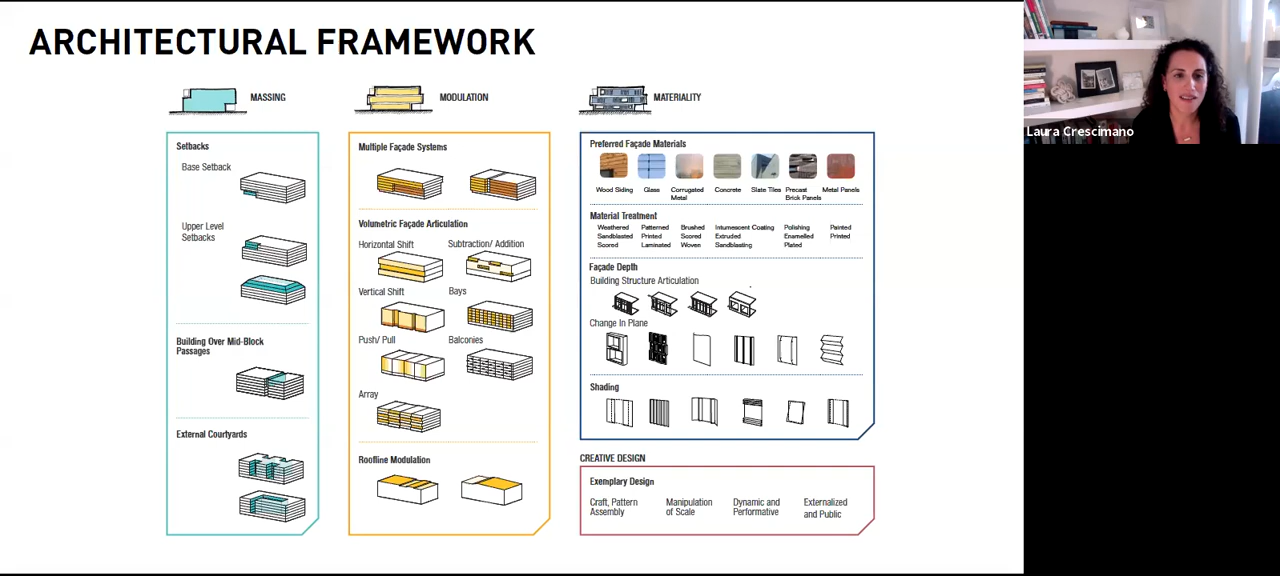 ARCHITECTURAL FRAMEWORK
MASSING
MODULATION
MATERIALITY
Setbacks
Base Setback
Upper Level
Setbacks
Building Over Mid-Block
Passages
External Courtyards
Multiple Façade Systems
Volumetric Façade Articulation
Horizontal Shift
Subtraction/ Addition
Vertical Shift
Bays
Push/ Pull
Balconies
Array
Roofline Modulation
Preferred Façade Materials
Wood Siding
Glass
Corrugated
Metal
Concrete
Slate Tiles
Precast
Brick Panels
Metal Panels
Material Treatment
Weathered
Sandblasted
Scored
Patterned
Printed
Laminated
Brushed
Scored
Woven
Intumescent Coating
Extruded
Sandblasting
Polishing
Enamelled
Plated
Painted
Printed
Façade Depth
Building Structure Articulation
Change In Plane
Shading
CREATIVE DESIGN
Exemplary Design
Craft, Pattern
Assembly
Manipulation
of Scale
Dynamic and
Performative
Externalized
and Public
Laura Crescimano